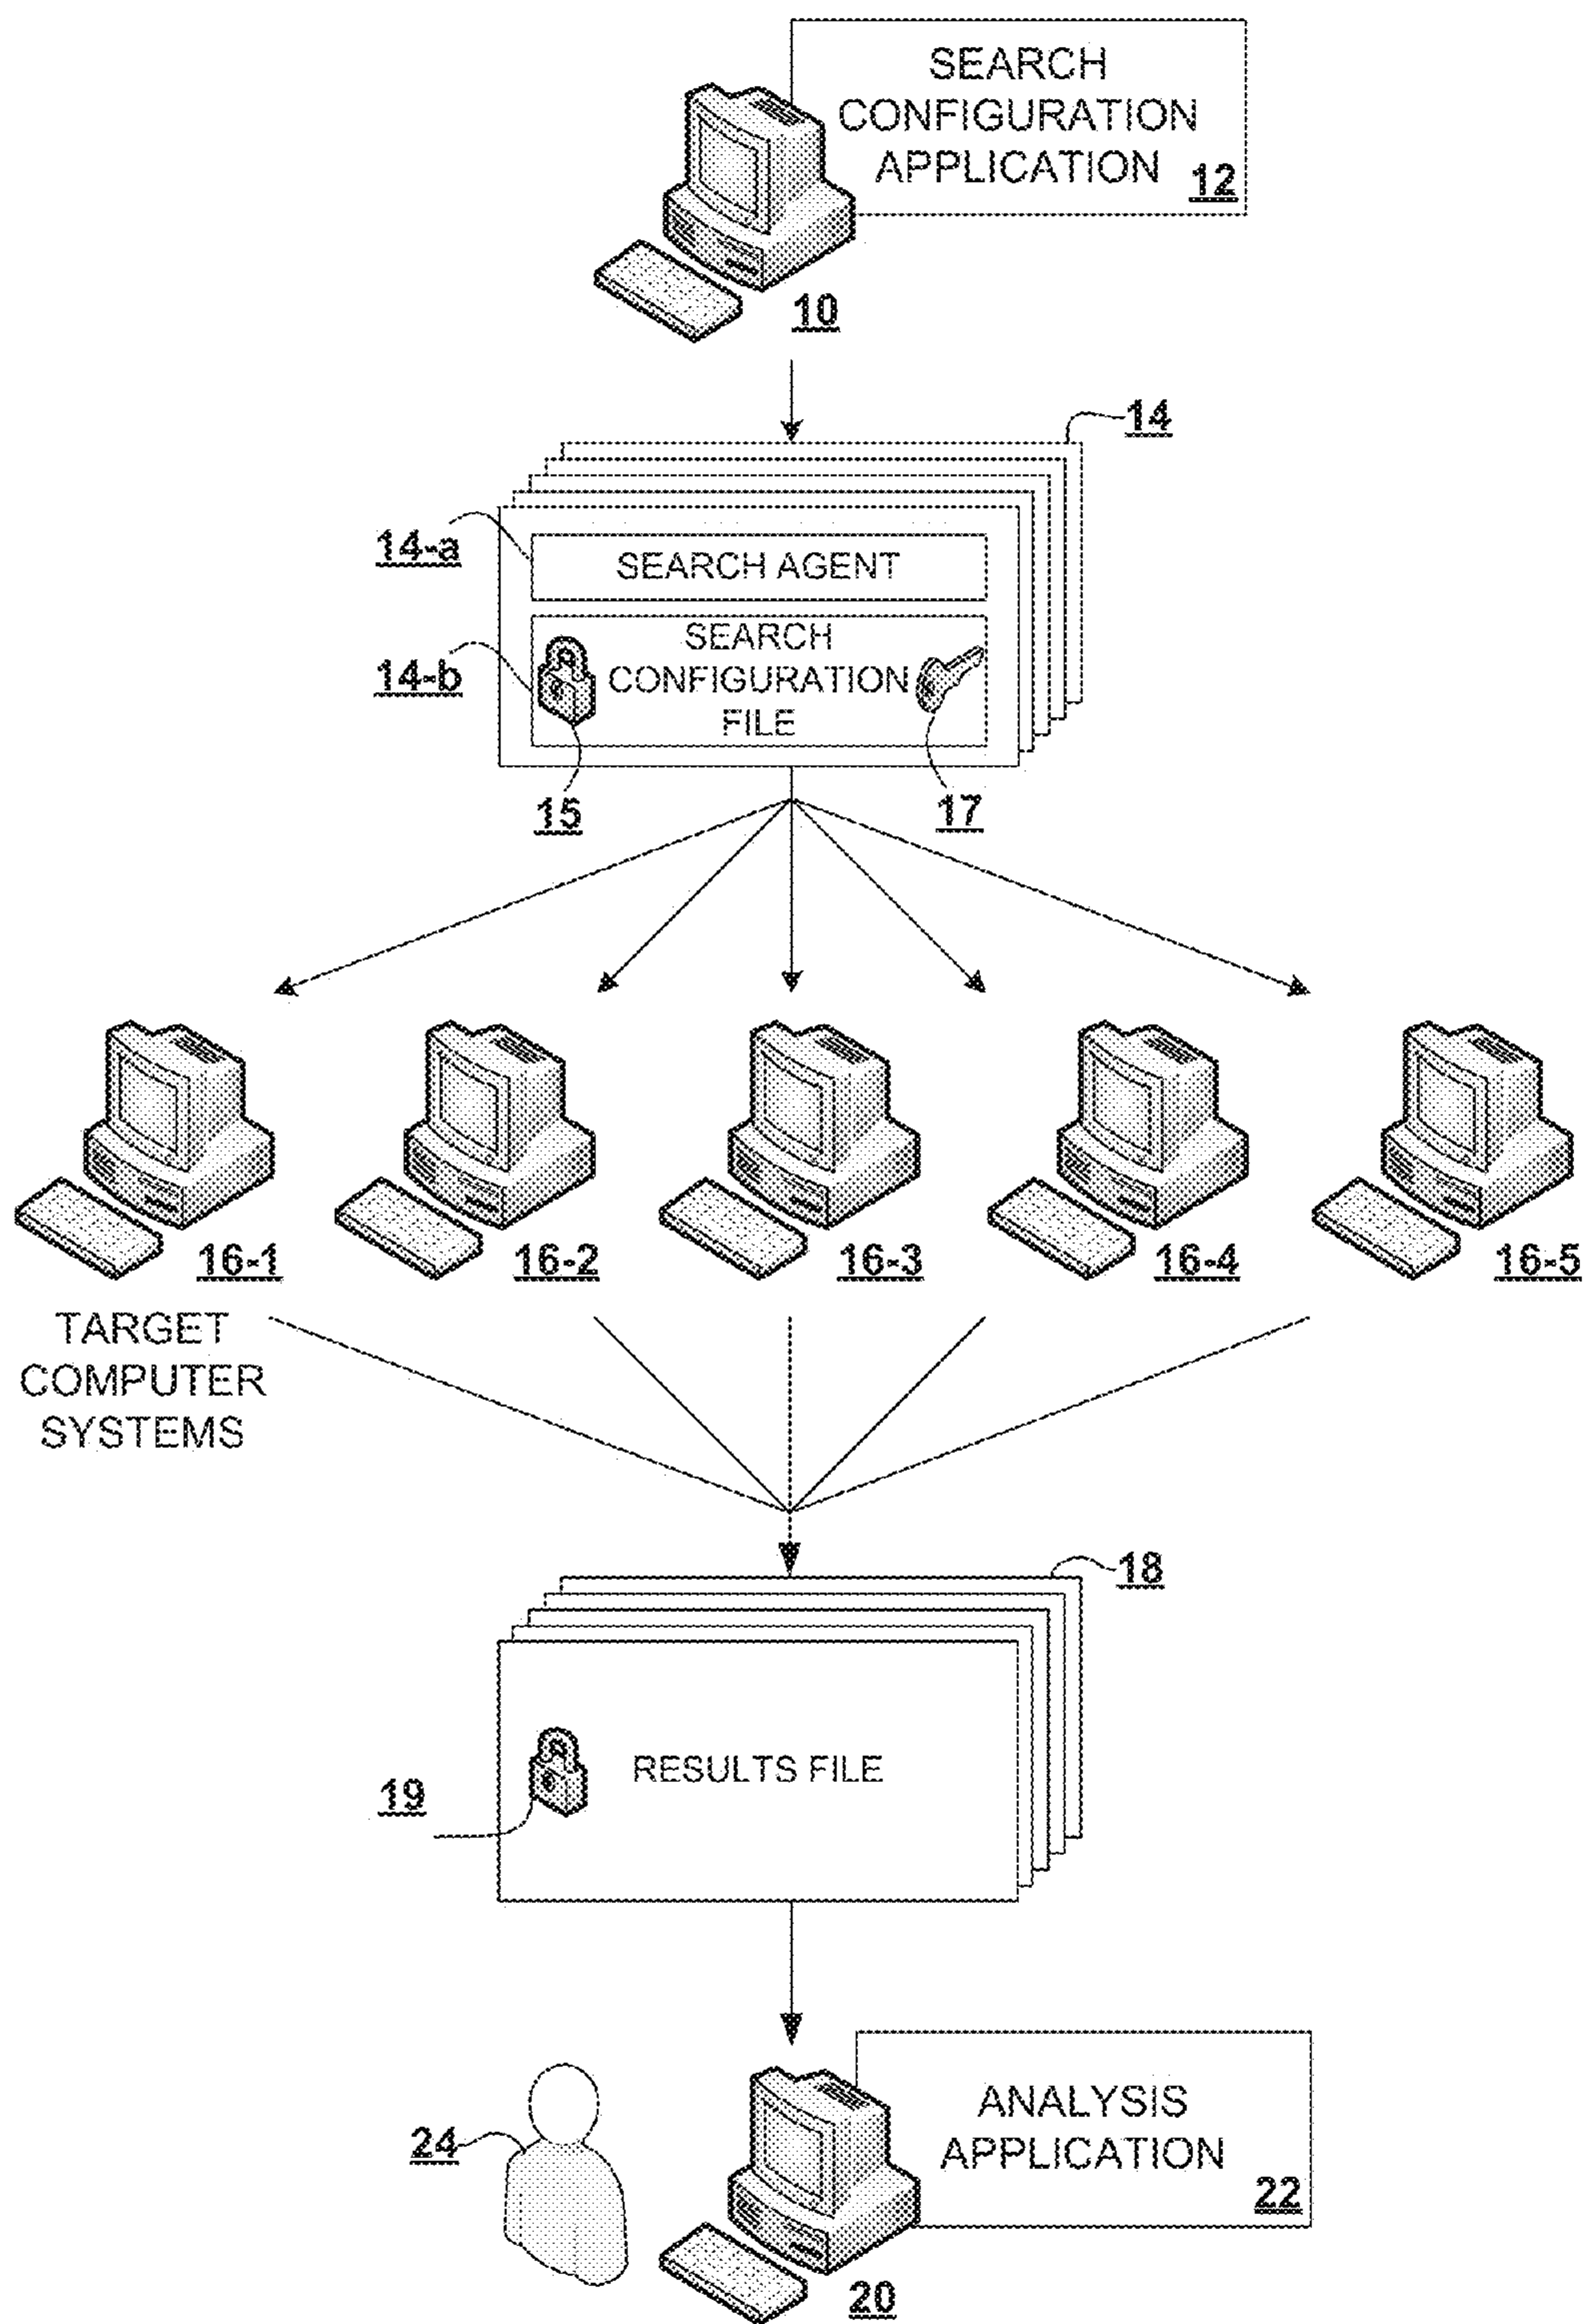 SEARCH
CONFIGURATION
APPLICATION
12
10
14
14-a
SEARCH AGENT
14-b
SEARCH
CONFIGURATION
FILE
15
17
16-1
16-2
16-3
16-4
16-5
TARGET
COMPUTER
SYSTEMS
18
RESULTS FILE
19
ANALYSIS
APPLICATION
22
24
20